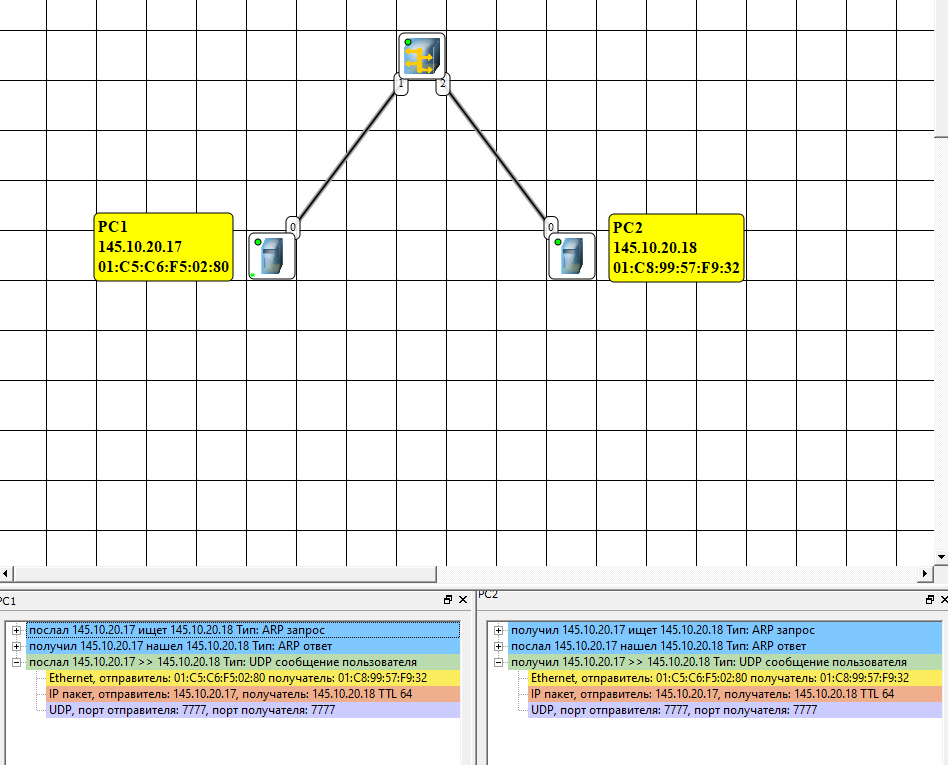 1
2
0
0
PC1
145.10.20.17
01:C5:C6:F5:02:80
PC2
145.10.20.18
01:C8:99:57:F9:32
PC1
послал 145.10.20.17 ищет 145.10.20.18 Тип: ARP запрос
получил 145.10.20.17 нашел 145.10.20.18 Тип: ARP ответ
послал 145.10.20.17 >> 145.10.20.18 Тип: UDP сообщение пользователя
Ethernet, отправитель: 01:C5:C6:F5:02:80 получатель: 01:C8:99:57:F9:32
IP пакет, отправитель: 145.10.20.17, получатель: 145.10.20.18 TTL 64
UDP, порт отправителя: 7777, порт получателя: 7777
PC2
получил 145.10.20.17 ищет 145.10.20.18 Тип: ARP запрос
послал 145.10.20.17 нашел 145.10.20.18 Тип: ARP ответ
получил 145.10.20.17 >> 145.10.20.18 Тип: UDP сообщение пользователя
Ethernet, отправитель: 01:C5:C6:F5:02:80 получатель: 01:C8:99:57:F9:32
IP пакет, отправитель: 145.10.20.17, получатель: 145.10.20.18 TTL 64
UDP, порт отправителя: 7777, порт получателя: 7777